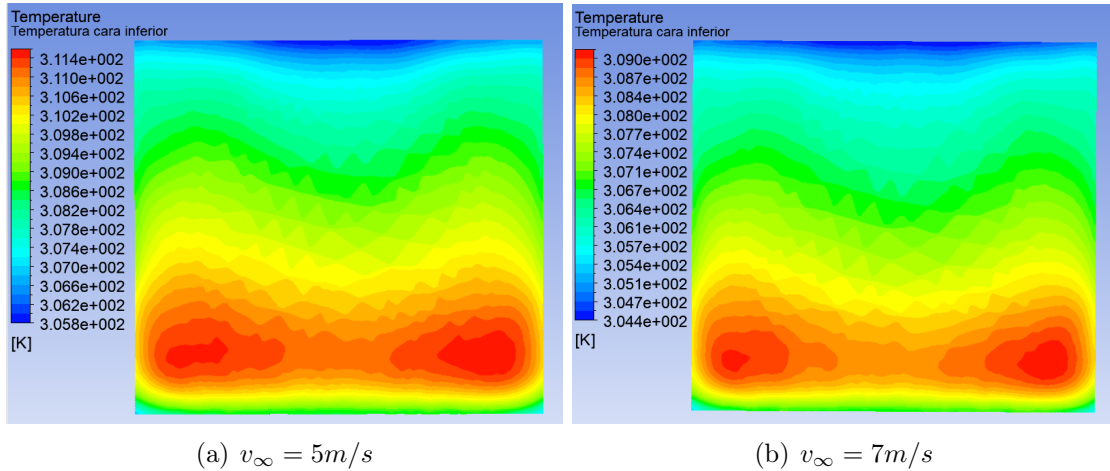 Temperature
Temperatura cara inferior
3.114e+002
3.110e+002
3.106e+002
3.102e+002
3.098e+002
3.094e+002
3.090e+002
3.086e+002
3.082e+002
3.078e+002
3.074e+002
3.070e+002
3.066e+002
3.062e+002
3.058e+002
[K]
(a) v∞ = 5m/s
Temperature
Temperatura cara inferior
3.090e+002
3.087e+002
3.084e+002
3.080e+002
3.077e+002
3.074e+002
3.071e+002
3.067e+002
3.064e+002
3.061e+002
3.057e+002
3.054e+002
3.051e+002
3.047e+002
3.044e+002
[K]
(b) v∞ = 7m/s